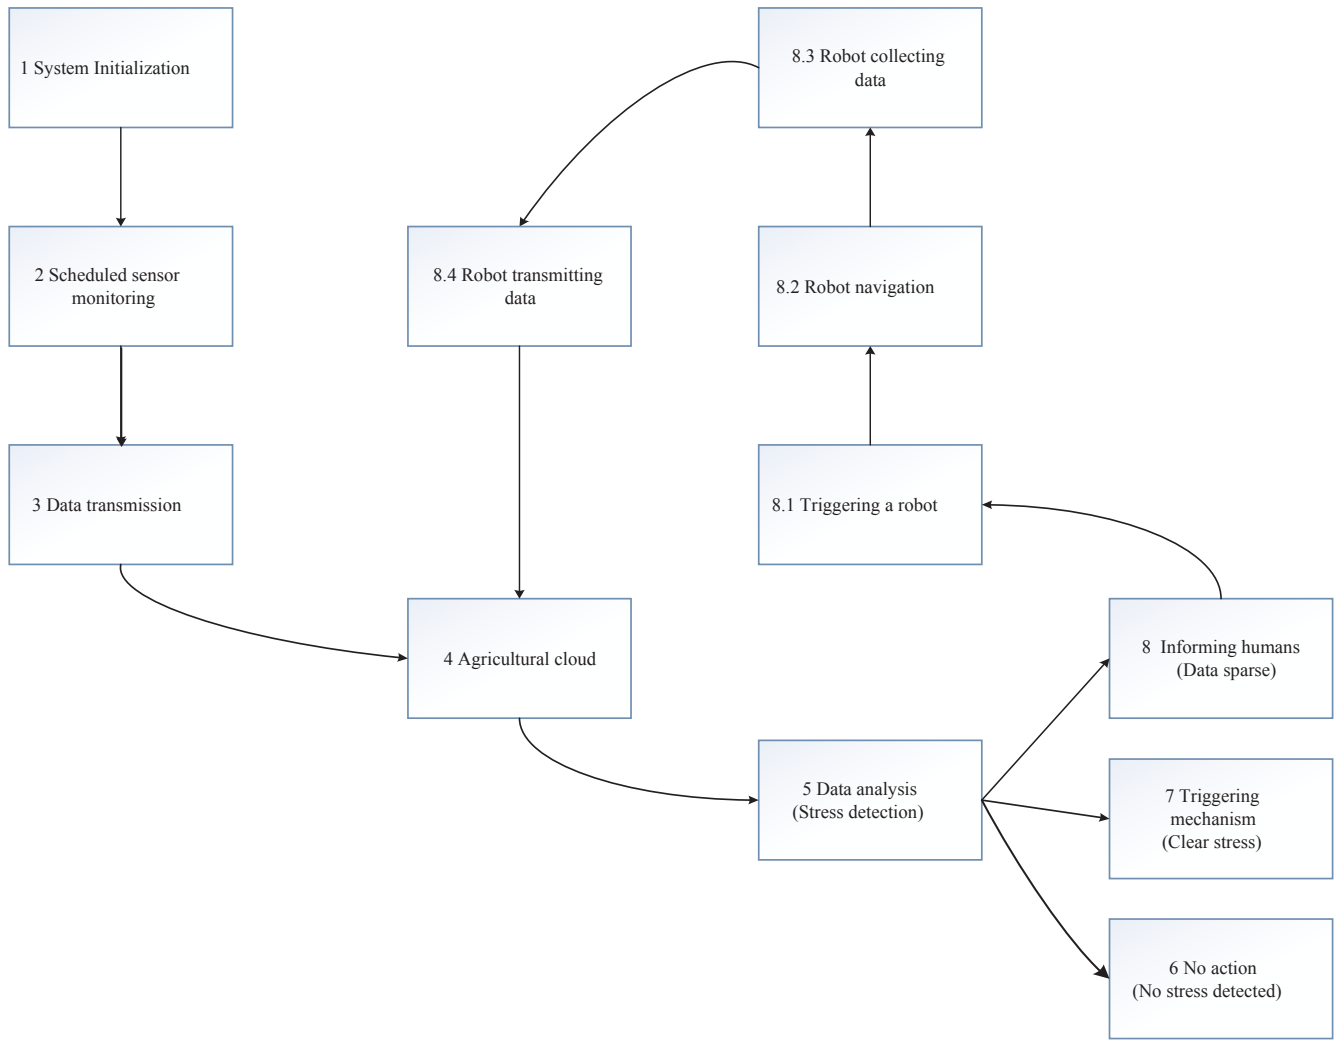 1 System Initialization
8.3 Robot collecting
data
2 Scheduled sensor
monitoring
8.4 Robot transmitting
data
8.2 Robot navigation
3 Data transmission
8.1 Triggering a robot
4 Agricultural cloud
8 Informing humans
(Data sparse)
5 Data analysis
(Stress detection)
7 Triggering
mechanism
(Clear stress)
6 No action
(No stress detected)